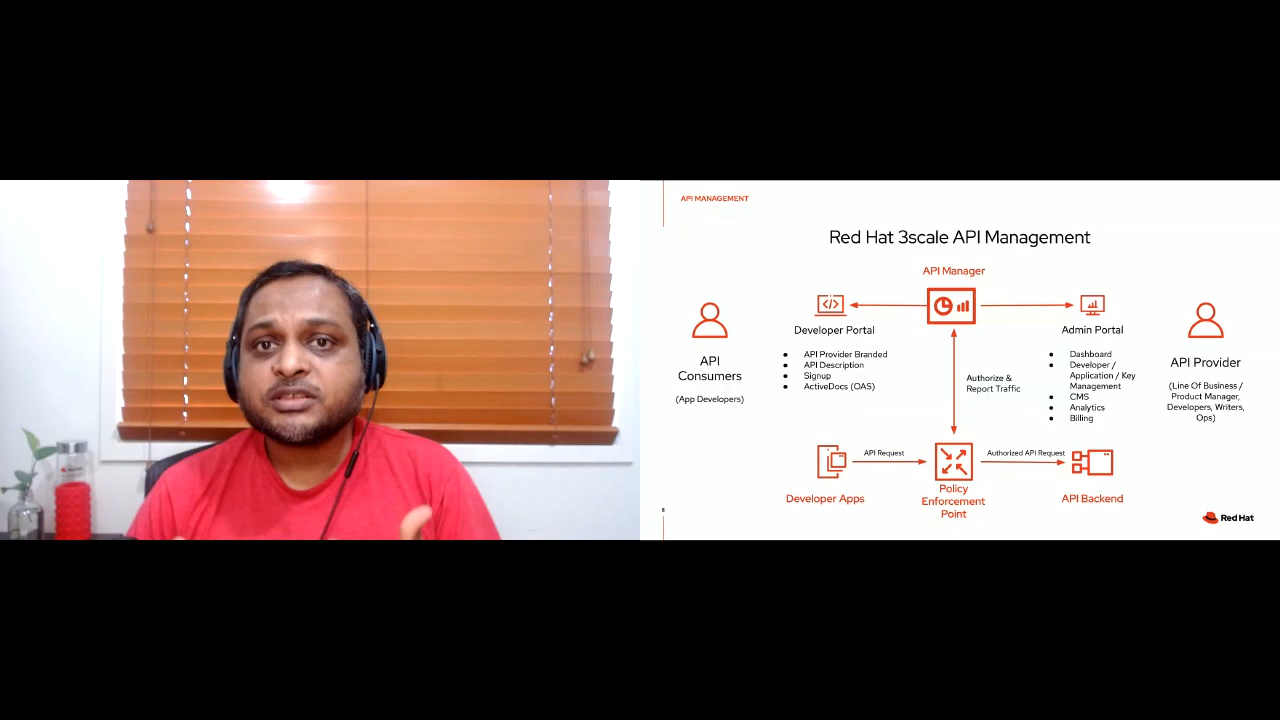 API MANAGEMENT
Red Hat 3scale API Management
API Manager
Developer Portal
● API Provider Branded
● API Description
● Signup
● ActiveDocs (OAS)
Admin Portal
● Dashboard
● Developer /
Application / Key
Management
● CMS
● Analytics
● Billing
API
Consumers
(App Developers)
API Provider
(Line Of Business /
Product Manager,
Developers, Writers,
Ops)
Authorize &
Report Traffic
API Request
Authorized API Request
Developer Apps
Policy
Enforcement
Point
API Backend
8
Red Hat